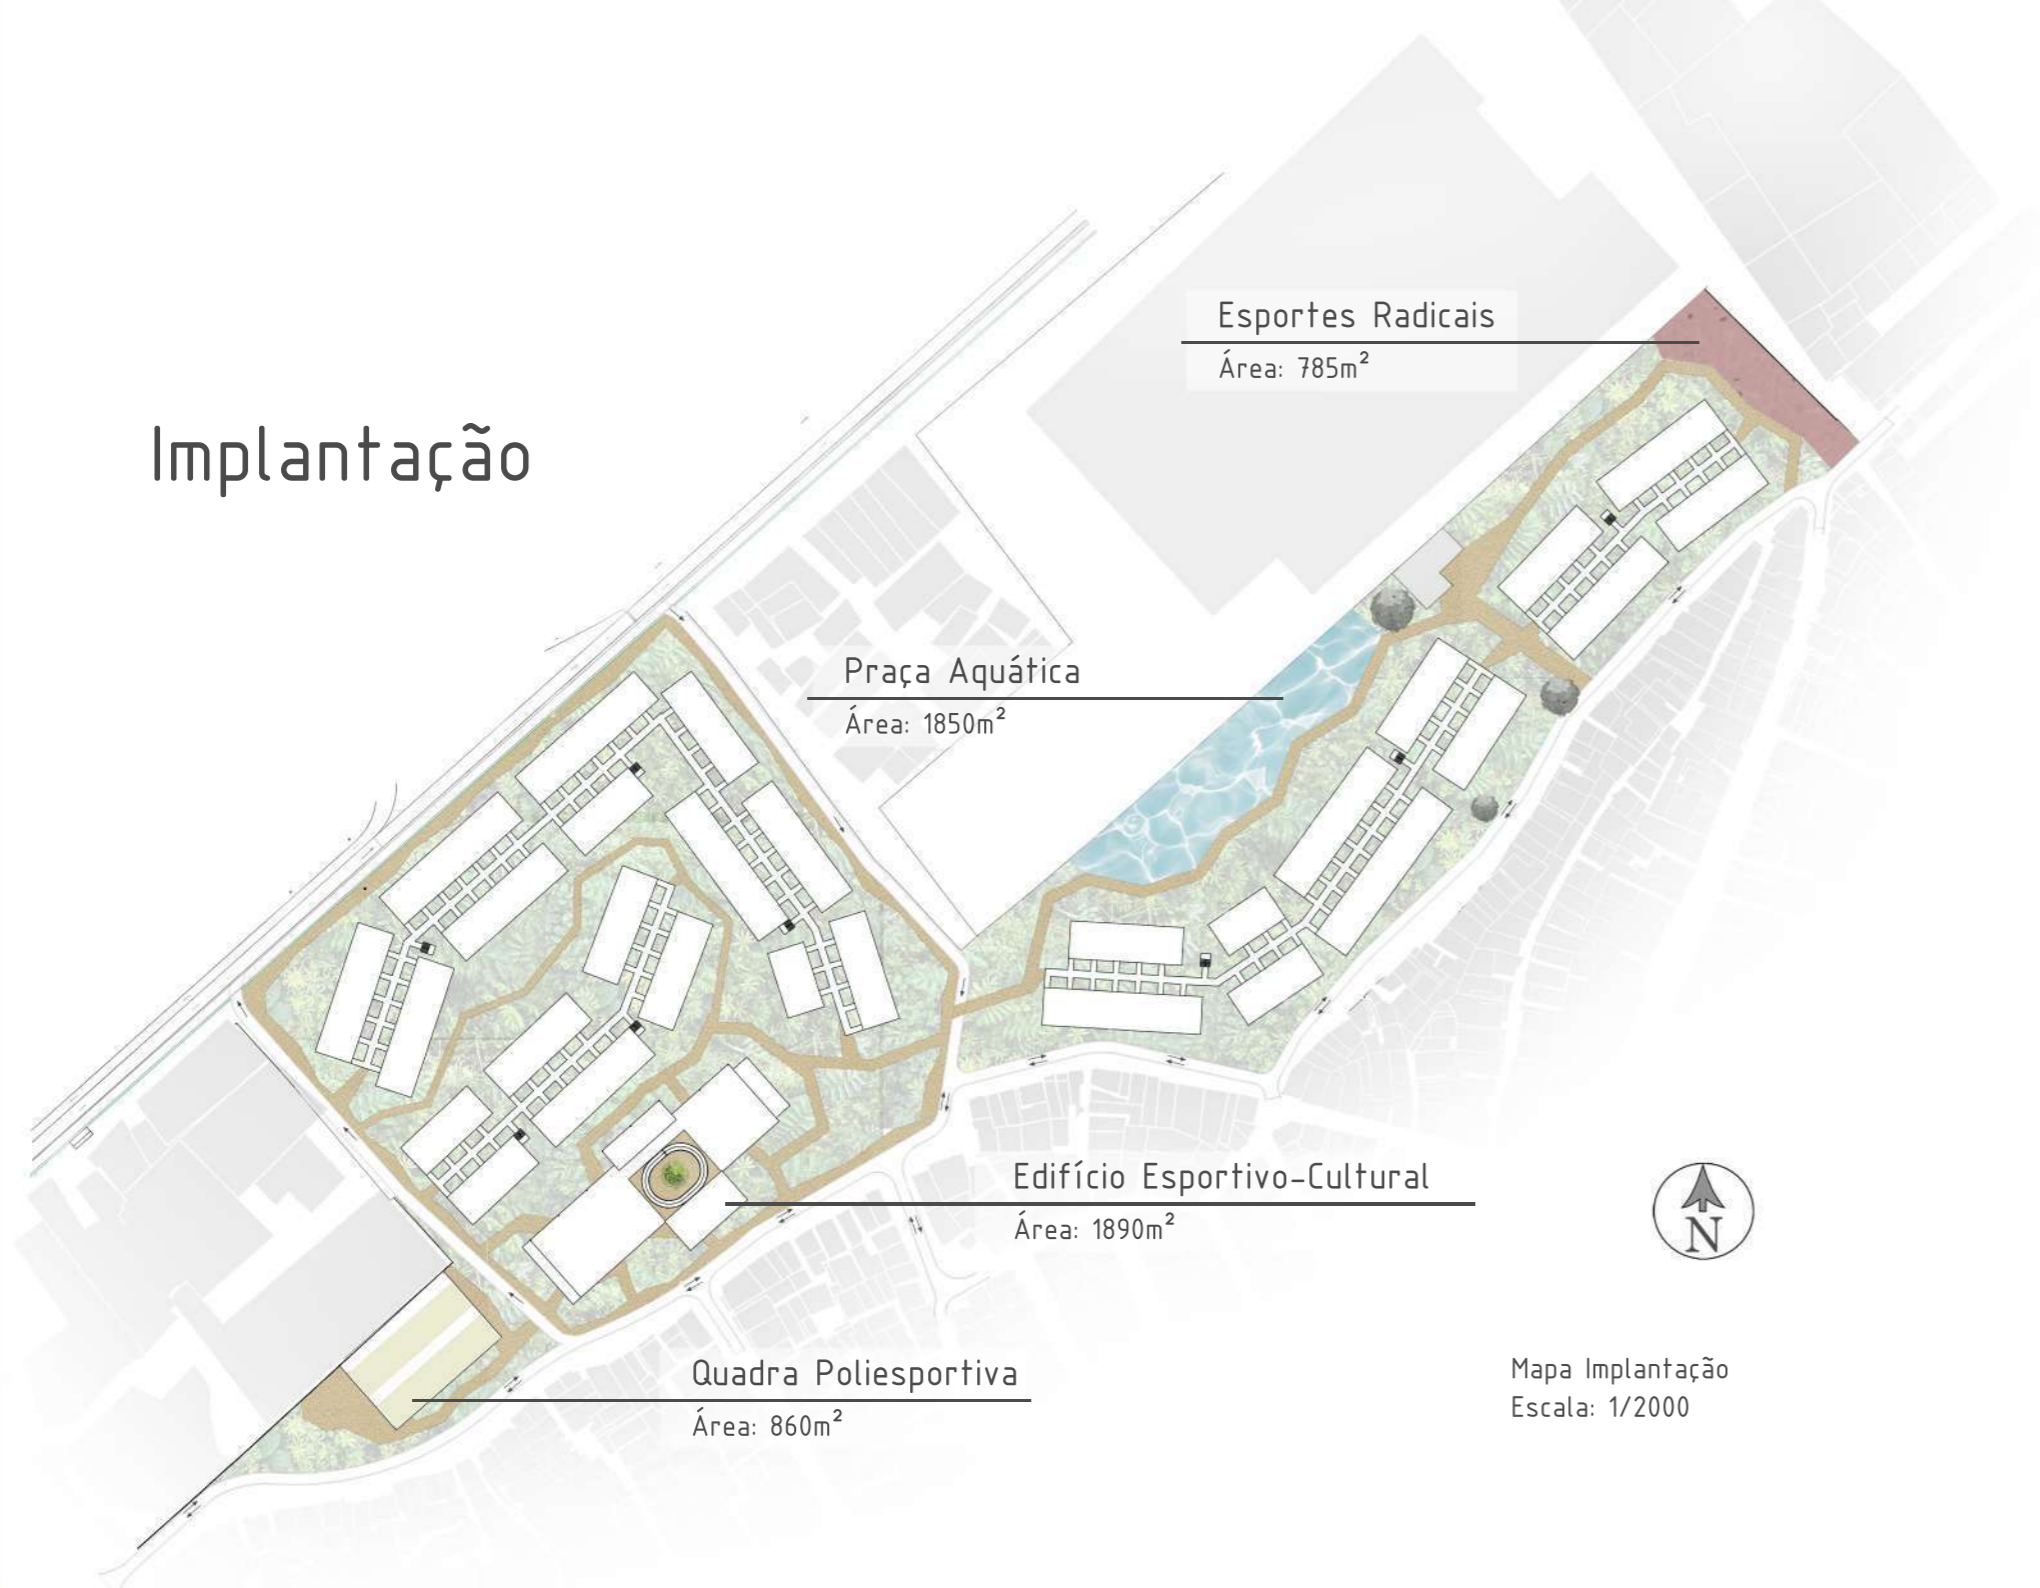 Esportes Radicais
Área: 785m²
Implantação
Praça Aquática
Área: 1850m²
Edifício Esportivo-Cultural
Área: 1890m²
N
Quadra Poliesportiva
Área: 860m²
Mapa Implantação
Escala: 1/2000